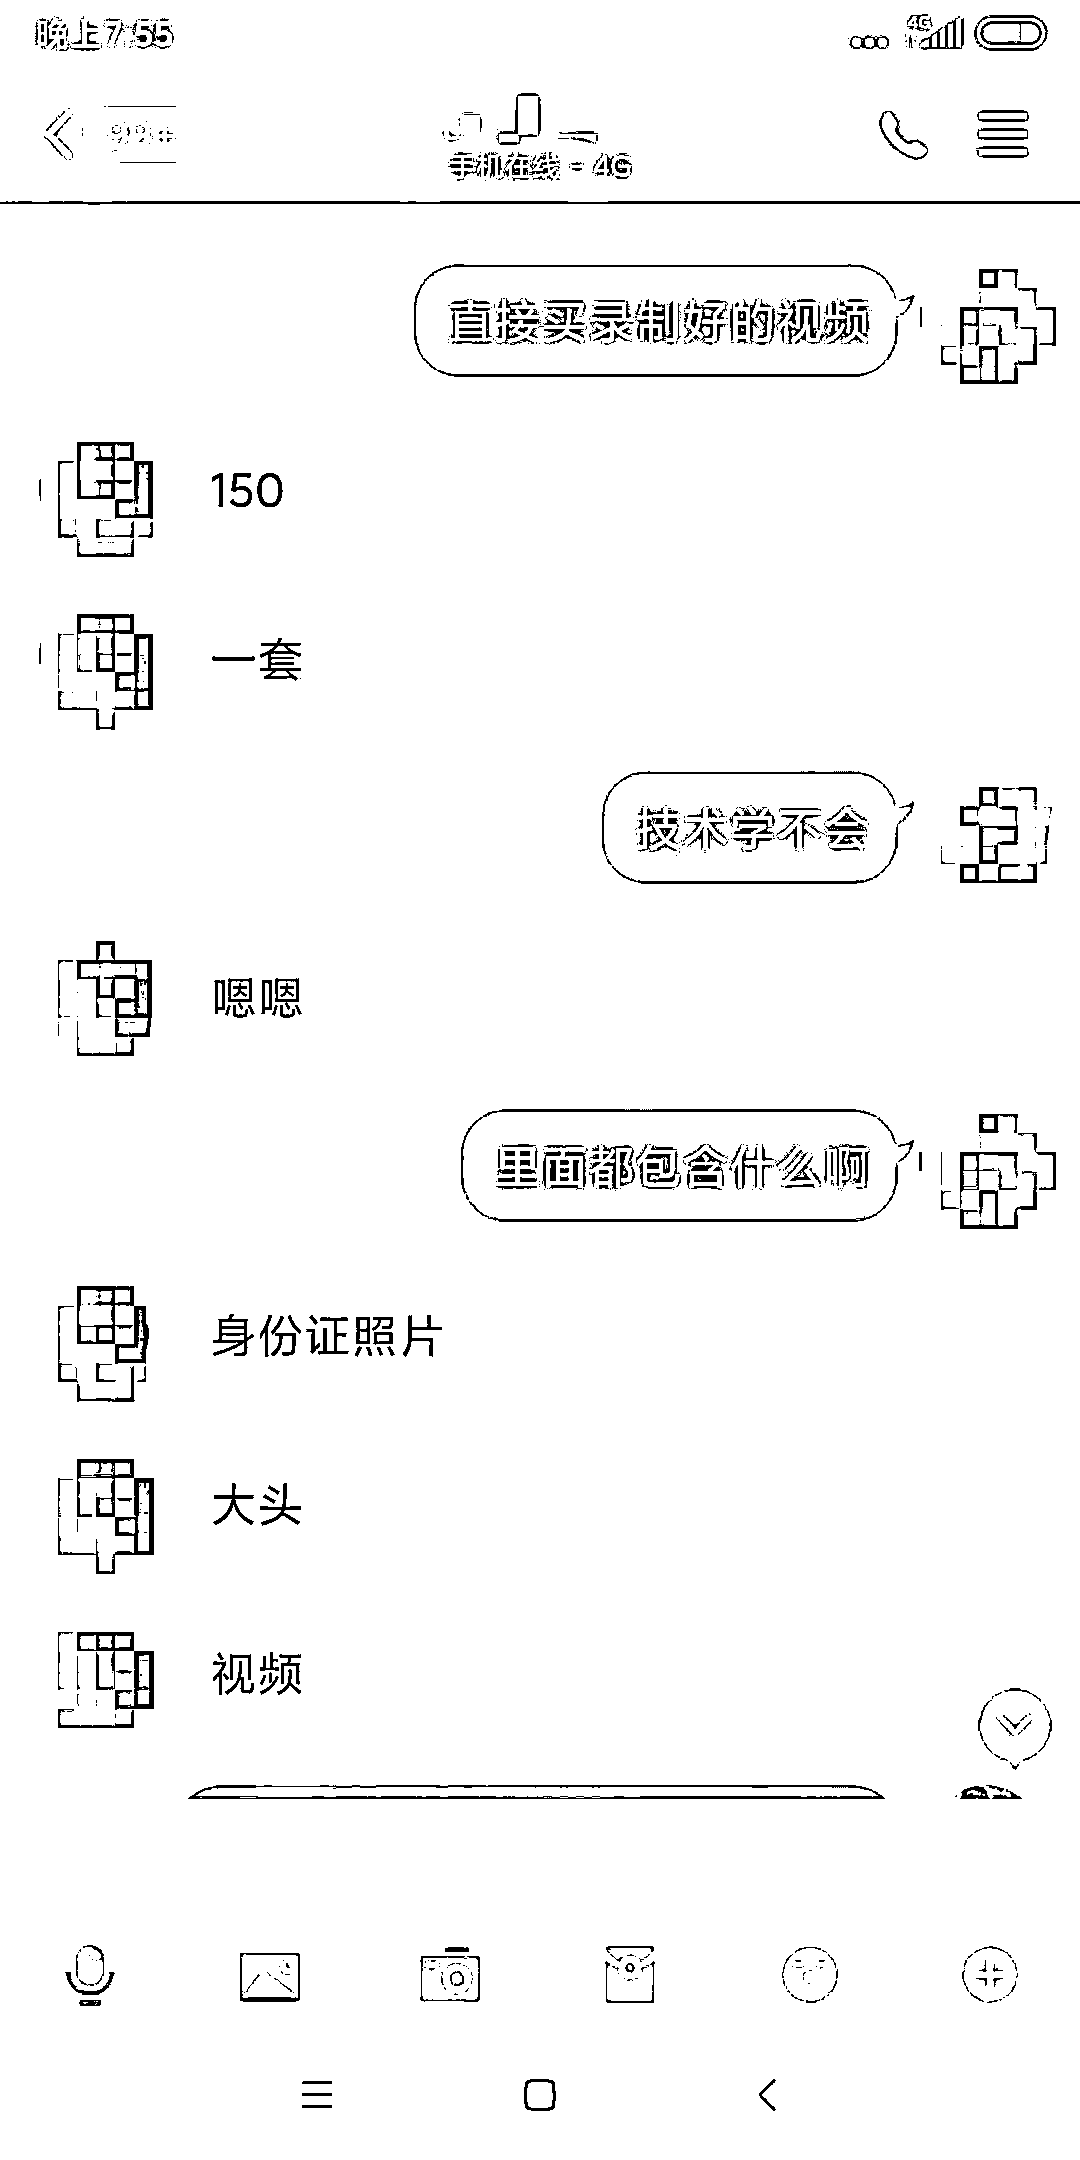 晚上7:55
4G
99+
手机在线 - 4G
直接买录制好的视频
150
一套
技术学不会
嗯嗯
里面都包含什么啊
身份证照片
大头
视频